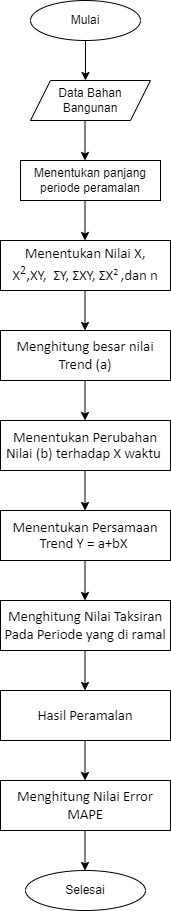 Mulai
Data Bahan
Bangunan
Menentukan panjang
periode peramalan
Menentukan Nilai X,
X²,XY, ΣY, ΣXY, ΣX² ,dan n
Menghitung besar nilai
Trend (a)
Menentukan Perubahan
Nilai (b) terhadap X waktu
Menentukan Persamaan
Trend Y = a+bX
Menghitung Nilai Taksiran
Pada Periode yang di ramal
Hasil Peramalan
Menghitung Nilai Error
MAPE
Selesai